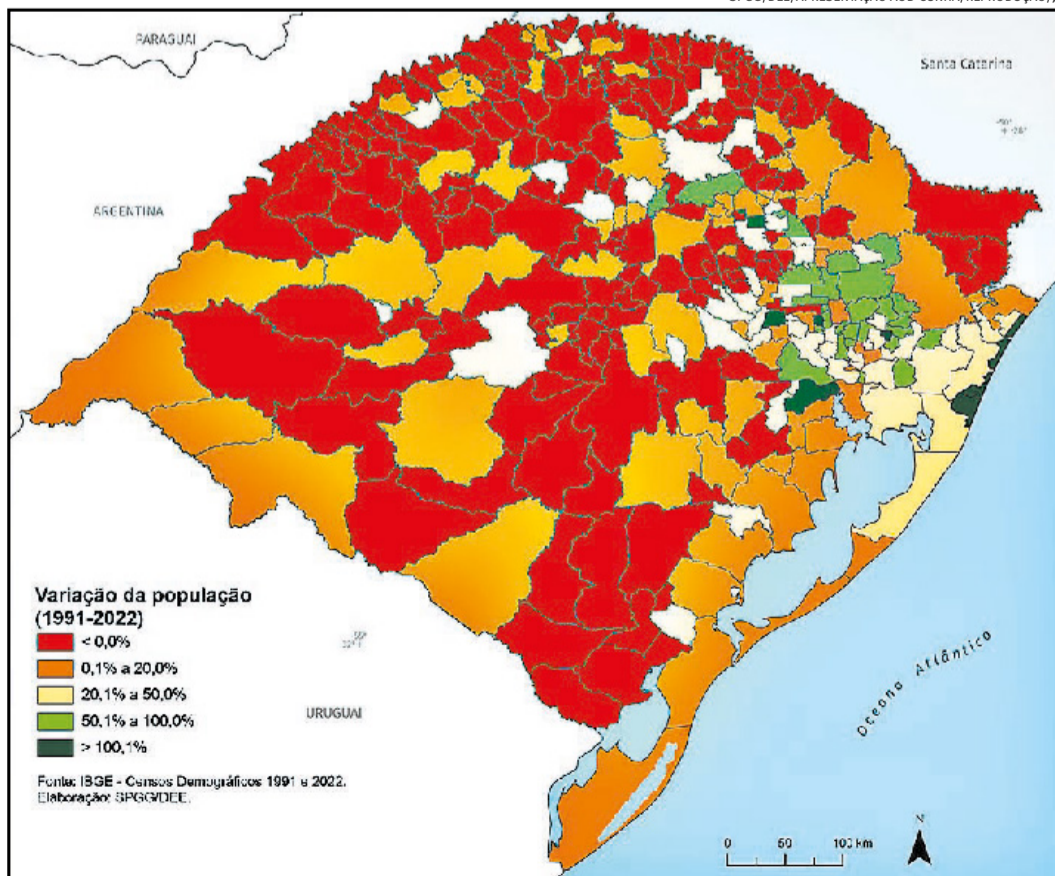 PARAGUAI
Santa Catarina
ARGENTINA
Variação da população
(1991-2022)
< 0,0%
0,1% a 20,0%
20,1% a 50,0%
50,1% a 100,0%
> 100,1%
URUGUAI
Oceano Atlântico
Fonte: IBGE - Censos Demográficos 1991 e 2022.
Elaboração: SPGG/DEE.
N
0 50 100 km